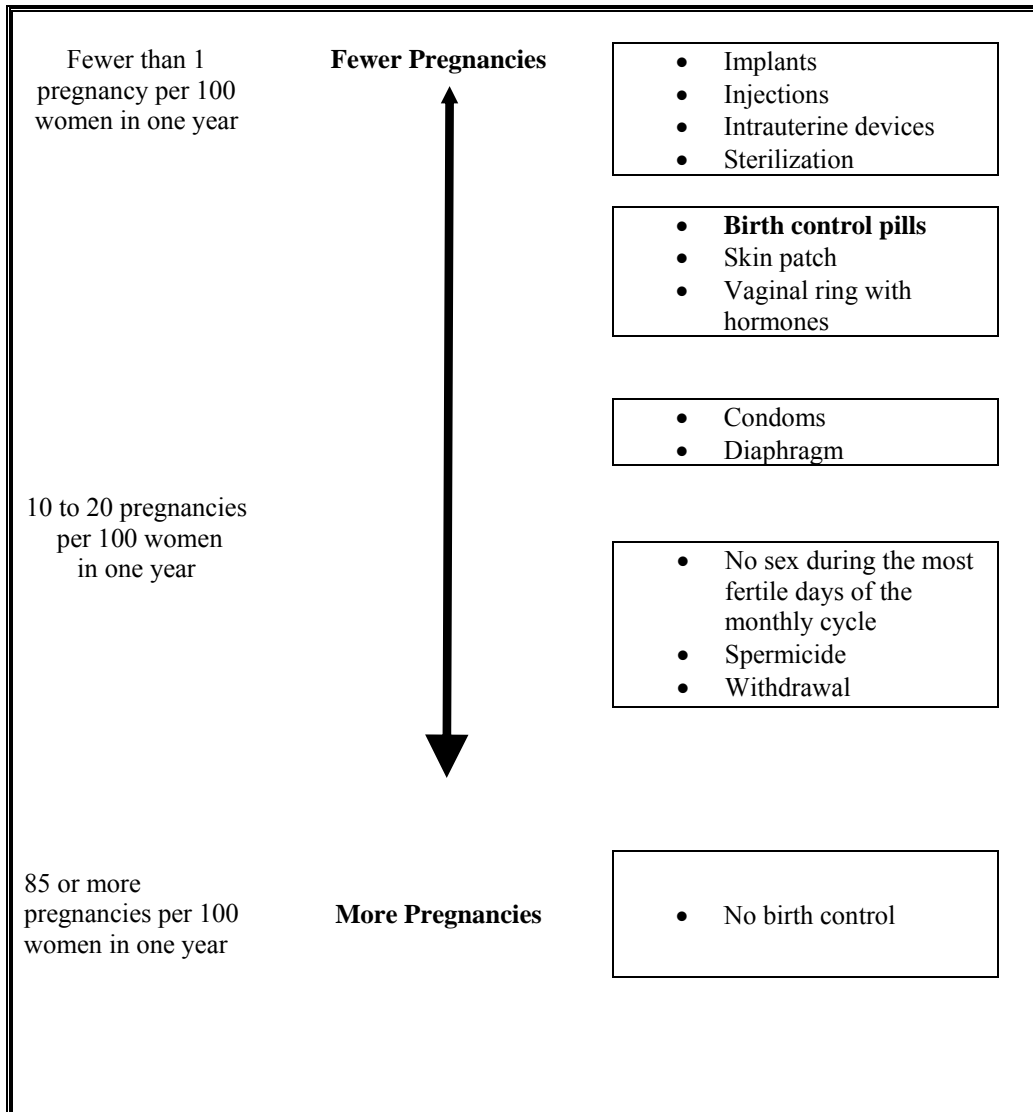 Fewer than 1
pregnancy per 100
women in one year
Fewer Pregnancies
• Implants
• Injections
• Intrauterine devices
• Sterilization
• Birth control pills
• Skin patch
• Vaginal ring with
hormones
• Condoms
• Diaphragm
10 to 20 pregnancies
per 100 women
in one year
• No sex during the most
fertile days of the
monthly cycle
• Spermicide
• Withdrawal
85 or more
pregnancies per 100
women in one year
More Pregnancies
• No birth control